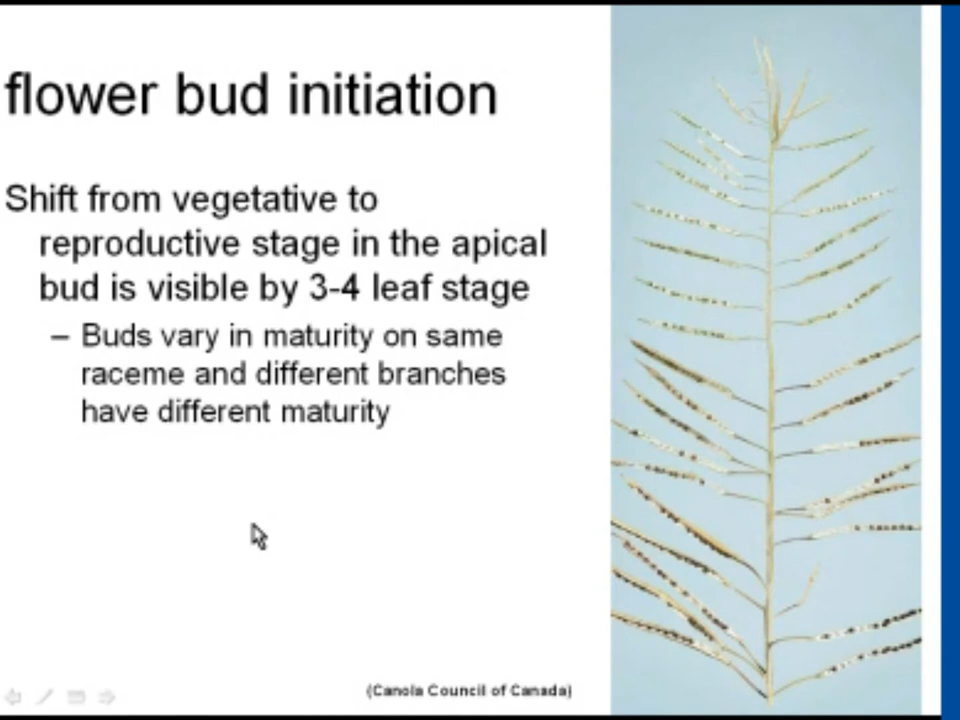 flower bud initiation
Shift from vegetative to
reproductive stage in the apical
bud is visible by 3-4 leaf stage
– Buds vary in maturity on same
raceme and different branches
have different maturity
(Canola Council of Canada)